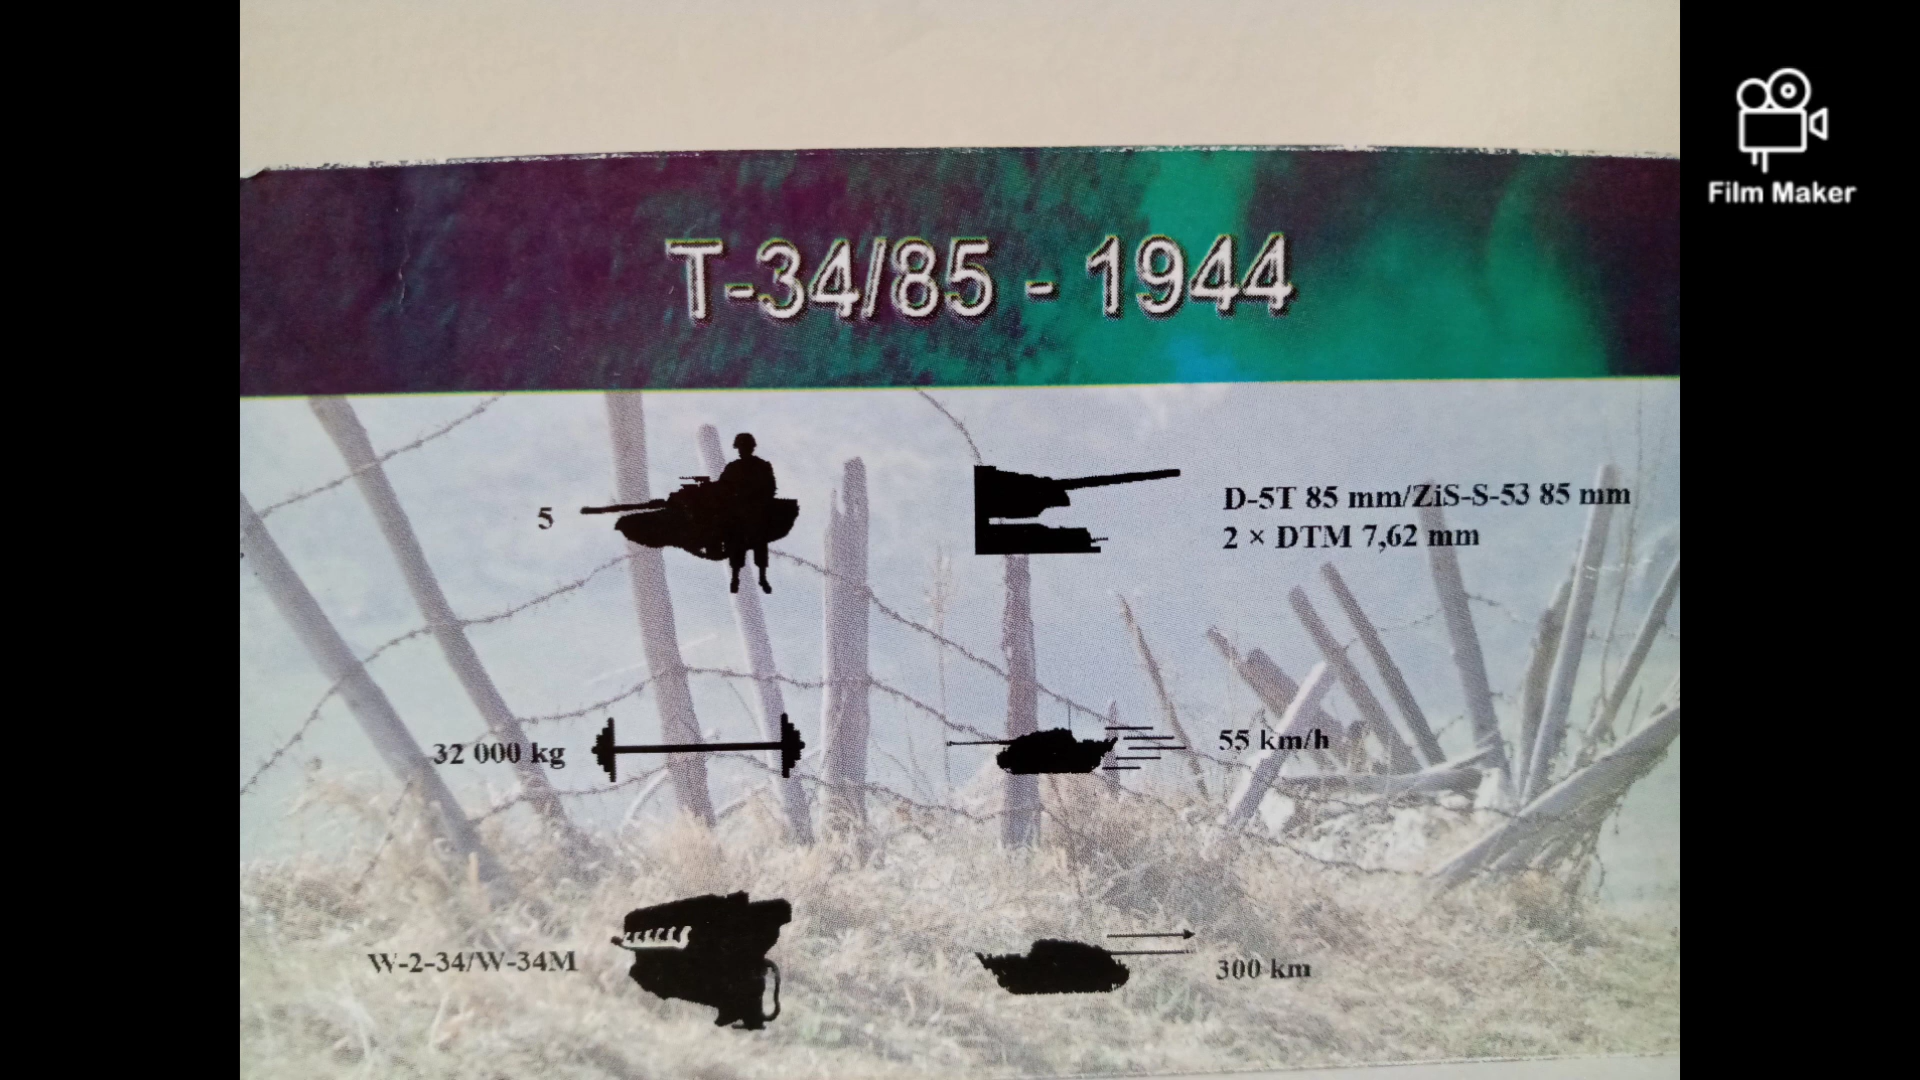 Film Maker
T-34/85 - 1944
5
D-5T 85 mm/ZiS-S-53 85 mm
2 × DTM 7,62 mm
32 000 kg
55 km/h
W-2-34/W-34M
300 km